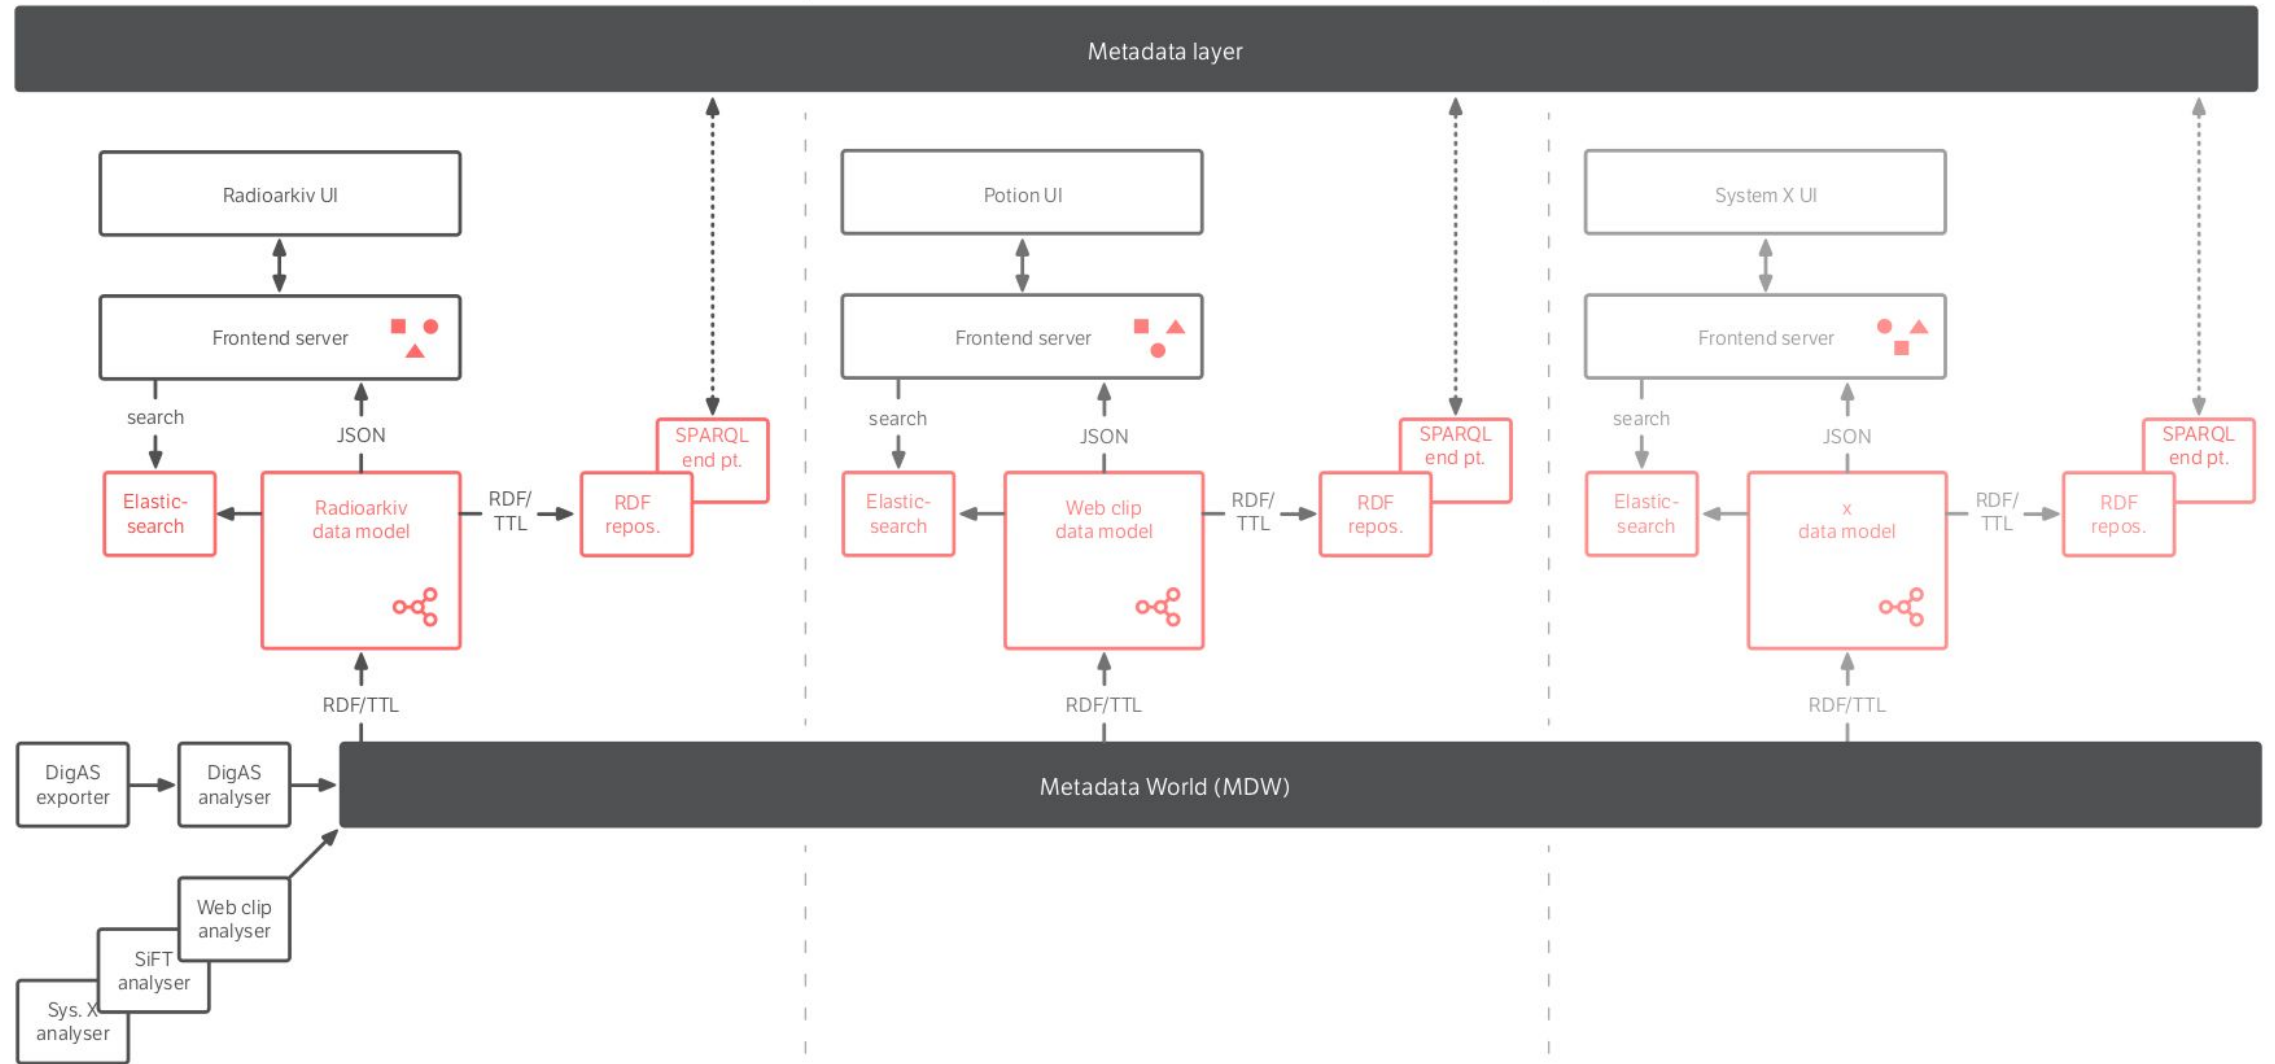 Metadata layer
Radioarkiv UI
Potion UI
System X UI
Frontend server
Frontend server
Frontend server
search
JSON
SPARQL
end pt.
search
JSON
SPARQL
end pt.
search
JSON
SPARQL
end pt.
Elastic-
search
Radioarkiv
data model
RDF/
TTL
RDF
repos.
Elastic-
search
Web clip
data model
RDF/
TTL
RDF
repos.
Elastic-
search
x
data model
RDF/
TTL
RDF
repos.
RDF/TTL
RDF/TTL
RDF/TTL
DigAS
exporter
DigAS
analyser
Metadata World (MDW)
Web clip
analyser
SiFT
analyser
Sys. X
analyser